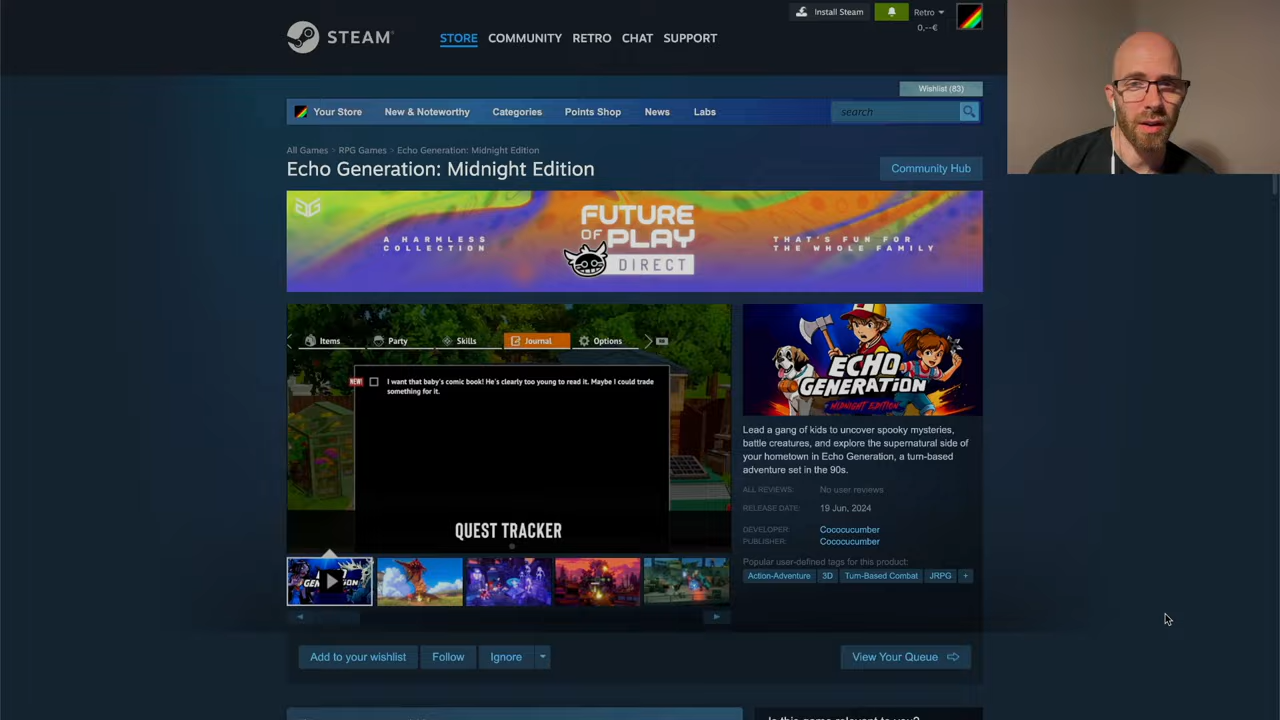 Install Steam
Retro
0,--€
STEAM
STORE COMMUNITY RETRO CHAT SUPPORT
Wishlist (83)
Your Store New & Noteworthy Categories Points Shop News Labs
search
All Games > RPG Games > Echo Generation: Midnight Edition
Echo Generation: Midnight Edition
Community Hub
A HARMLESS
COLLECTION
FUTURE
OF PLAY
DIRECT
THAT'S FUN FOR
THE WHOLE FAMILY
Items Party Skills Journal Options
NEW! I want that baby's comic book! He's clearly too young to read it. Maybe I could trade
something for it.
QUEST TRACKER
ECHO
GENERATION
MIDNIGHT EDITION
Lead a gang of kids to uncover spooky mysteries,
battle creatures, and explore the supernatural side of
your hometown in Echo Generation, a turn-based
adventure set in the 90s.
ALL REVIEWS: No user reviews
RELEASE DATE: 19 Jun, 2024
DEVELOPER: Cococucumber
PUBLISHER: Cococucumber
Popular user-defined tags for this product:
Action-Adventure 3D Turn-Based Combat JRPG +
Add to your wishlist Follow Ignore
View Your Queue
Is this game relevant to you?